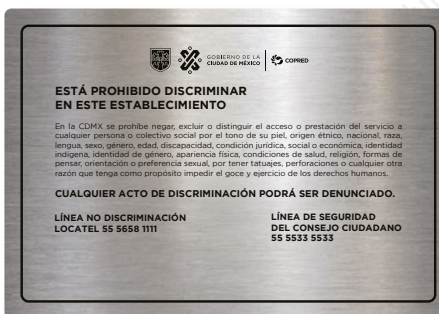 GOBIERNO DE LA
CIUDAD DE MÉXICO
COPRED
ESTÁ PROHIBIDO DISCRIMINAR
EN ESTE ESTABLECIMIENTO
En la CDMX se prohíbe negar, excluir o distinguir el acceso o prestación del servicio a
cualquier persona o colectivo social por el tono de su piel, origen étnico, nacional, raza,
lengua, sexo, género, edad, discapacidad, condición jurídica, social o económica, identidad
indígena, identidad de género, apariencia física, condiciones de salud, religión, formas de
pensar, orientación o preferencia sexual, por tener tatuajes, perforaciones o cualquier otra
razón que tenga como propósito impedir el goce y ejercicio de los derechos humanos.
CUALQUIER ACTO DE DISCRIMINACIÓN PODRÁ SER DENUNCIADO.
LÍNEA NO DISCRIMINACIÓN
LOCATEL 55 5658 1111
LÍNEA DE SEGURIDAD
DEL CONSEJO CIUDADANO
55 5533 5533